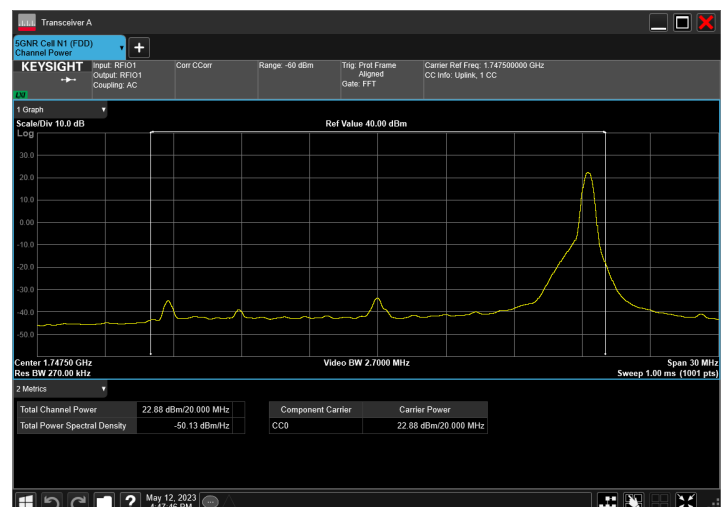 Transceiver A
5GNR Cell N1 (FDD)
Channel Power
KEYSIGHT
LXI
Input: RFIO1
Output: RFIO1
Coupling: AC
Corr CCorr
Range: -60 dBm
Trig: Prot Frame
Aligned
Gate: FFT
Carrier Ref Freq: 1.747500000 GHz
CC Info: Uplink, 1 CC
1 Graph
Scale/Div 10.0 dB
Ref Value 40.00 dBm
Log
30.0
20.0
10.0
0.00
-10.0
-20.0
-30.0
-40.0
-50.0
Center 1.74750 GHz
Video BW 2.7000 MHz
Span 30 MHz
Res BW 270.00 kHz
Sweep 1.00 ms (1001 pts)
2 Metrics
Total Channel Power 22.88 dBm/20.000 MHz
Total Power Spectral Density -50.13 dBm/Hz
Component Carrier Carrier Power
CC0 22.88 dBm/20.000 MHz
May 12, 2023
4:47:46 PM